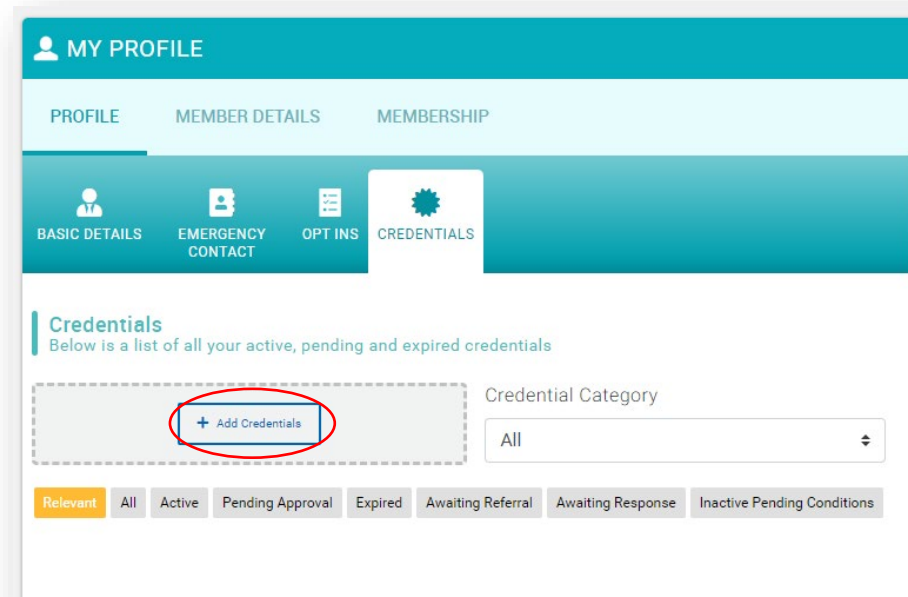 MY PROFILE
PROFILE MEMBER DETAILS MEMBERSHIP
BASIC DETAILS EMERGENCY CONTACT OPT INS CREDENTIALS
Credentials
Below is a list of all your active, pending and expired credentials
+ Add Credentials
Credential Category
All
Relevant All Active Pending Approval Expired Awaiting Referral Awaiting Response Inactive Pending Conditions